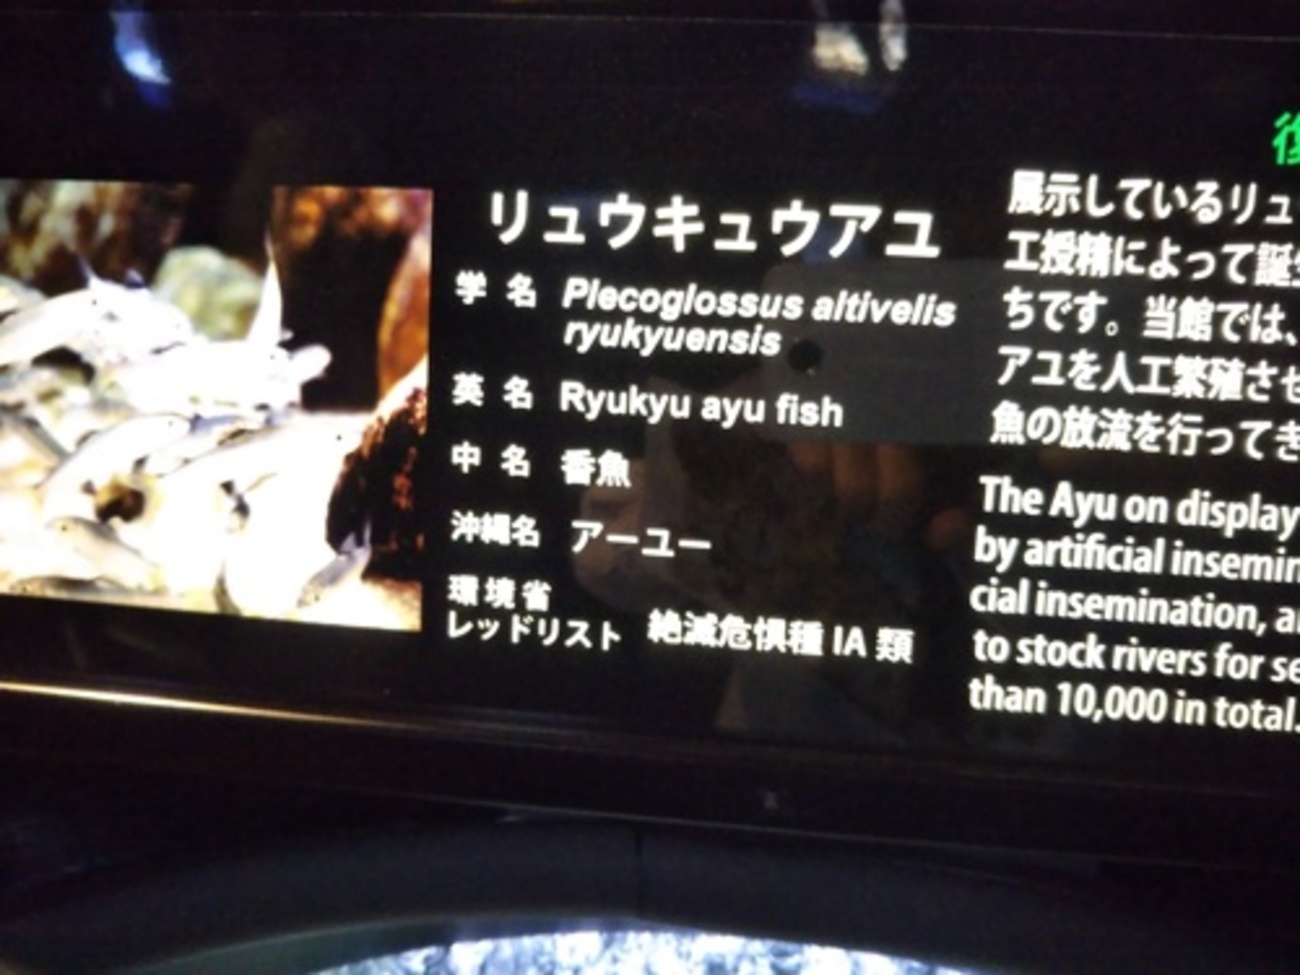 リュウキュウアユ
学名 Plecoglossus altivelis
ryukyuensis
英名 Ryukyu ayu fish
中名 香魚
沖縄名 アーユー
環境省
レッドリスト 絶滅危惧種 IA 類
復
展示しているリュ
工授精によって誕生
ちです。当館では、
アユを人工繁殖させ
魚の放流を行ってき
The Ayu on display
by artificial insemin
cial insemination, a
to stock rivers for se
than 10,000 in total.